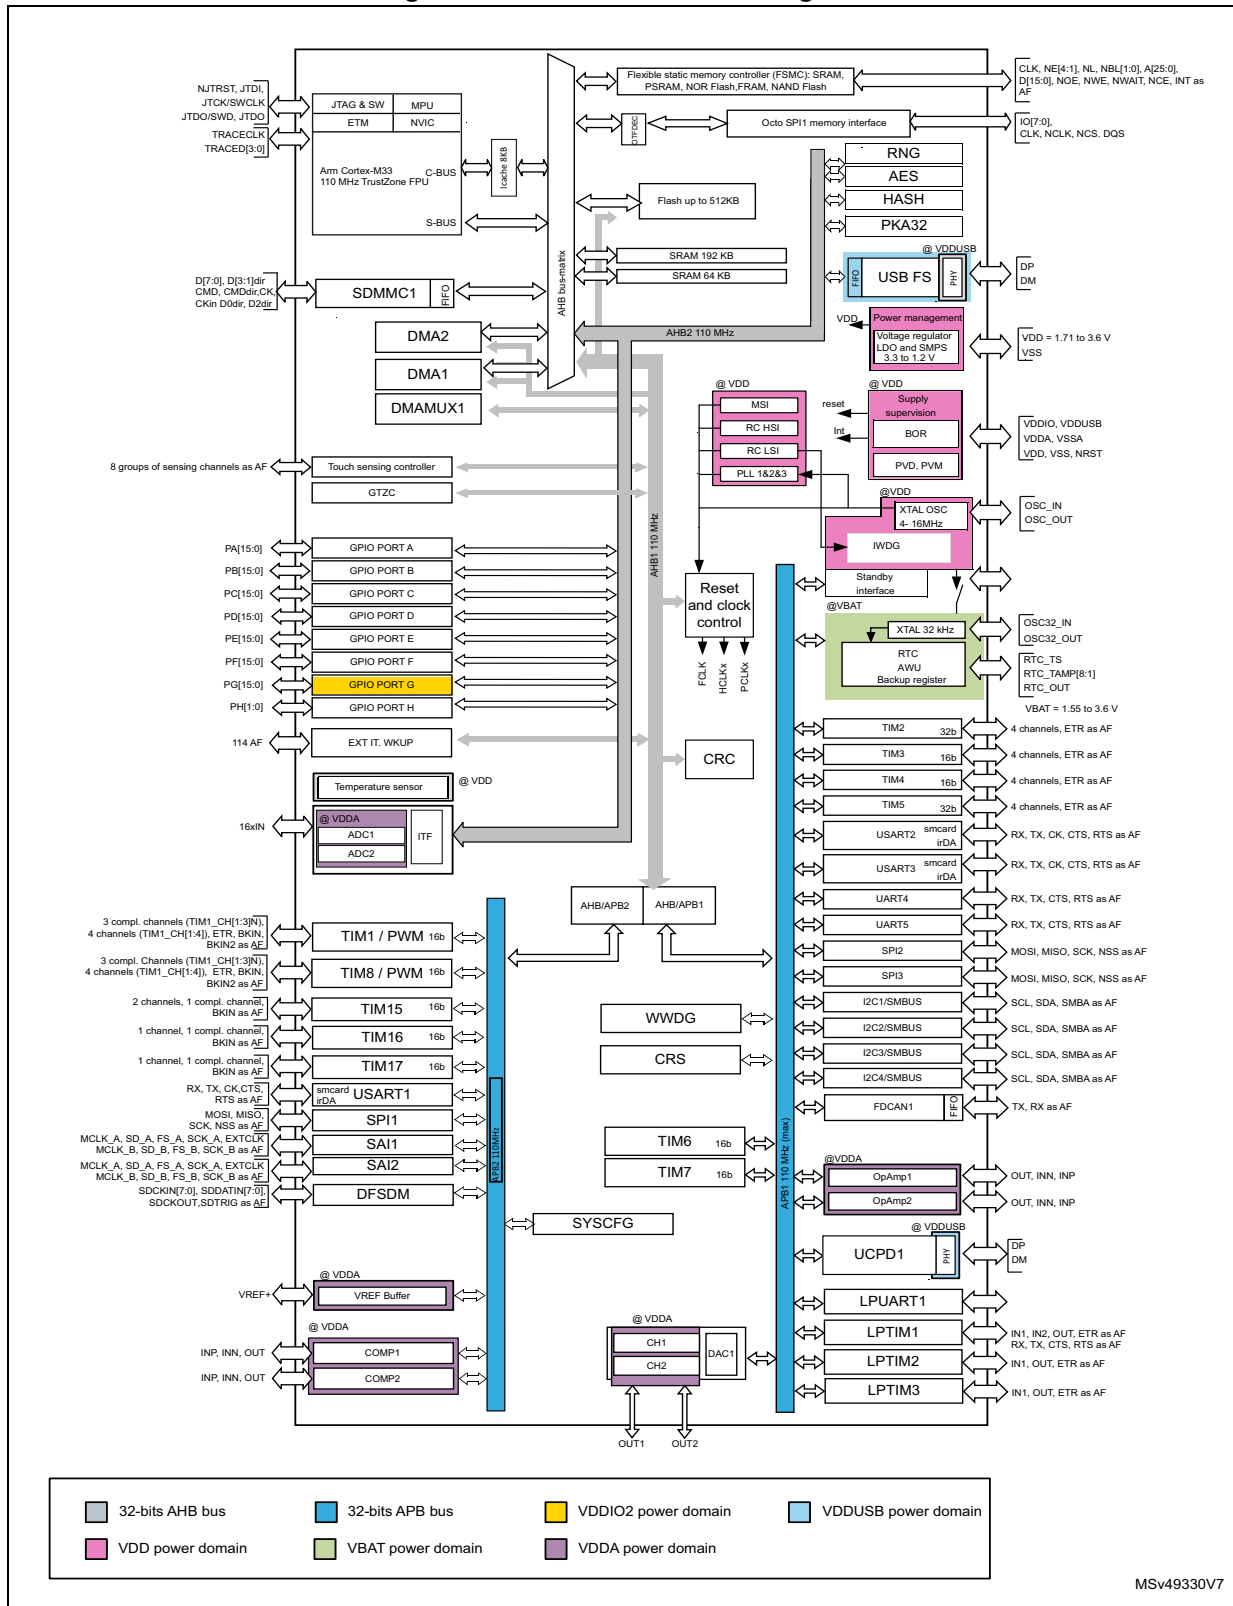 NJTRST, JTDI,
JTCK/SWCLK
JTDO/SWD, JTDO
TRACECLK
TRACED[3:0]
JTAG & SW
MPU
ETM
NVIC
Arm Cortex-M33
110 MHz TrustZone FPU
C-BUS
S-BUS
Icache 8KB
AHB bus-matrix
Flexible static memory controller (FSMC): SRAM,
PSRAM, NOR Flash,FRAM, NAND Flash
CLK, NE[4:1], NL, NBL[1:0], A[25:0],
D[15:0], NOE, NWE, NWAIT, NCE, INT as
AF
OTFDEC
Octo SPI1 memory interface
IO[7:0],
CLK, NCLK, NCS. DQS
RNG
AES
HASH
PKA32
Flash up to 512KB
SRAM 192 KB
SRAM 64 KB
@ VDDUSB
FIFO
USB FS
PHY
DP
DM
D[7:0], D[3:1]dir
CMD, CMDdir,CK,
CKin D0dir, D2dir
SDMMC1
FIFO
AHB2 110 MHz
VDD
Power management
Voltage regulator
LDO and SMPS
3.3 to 1.2 V
VDD = 1.71 to 3.6 V
VSS
DMA2
DMA1
DMAMUX1
@ VDD
MSI
RC HSI
RC LSI
PLL 1&2&3
@ VDD
reset
Int
Supply
supervision
BOR
PVD, PVM
VDDIO, VDDUSB
VDDA, VSSA
VDD, VSS, NRST
8 groups of sensing channels as AF
Touch sensing controller
GTZC
@VDD
XTAL OSC
4- 16MHz
IWDG
OSC_IN
OSC_OUT
Standby
interface
AHB1 110 MHz
PA[15:0]
GPIO PORT A
PB[15:0]
GPIO PORT B
PC[15:0]
GPIO PORT C
PD[15:0]
GPIO PORT D
PE[15:0]
GPIO PORT E
PF[15:0]
GPIO PORT F
PG[15:0]
GPIO PORT G
PH[1:0]
GPIO PORT H
Reset
and clock
control
FCLK
HCLKx
PCLKx
@VBAT
XTAL 32 kHz
RTC
AWU
Backup register
OSC32_IN
OSC32_OUT
RTC_TS
RTC_TAMP[8:1]
RTC_OUT
VBAT = 1.55 to 3.6 V
114 AF
EXT IT. WKUP
CRC
Temperature sensor
@ VDD
16xIN
@ VDDA
ADC1
ADC2
ITF
TIM2
32b
4 channels, ETR as AF
TIM3
16b
4 channels, ETR as AF
TIM4
16b
4 channels, ETR as AF
TIM5
32b
4 channels, ETR as AF
USART2
smcard
irDA
RX, TX, CK, CTS, RTS as AF
USART3
smcard
irDA
RX, TX, CK, CTS, RTS as AF
UART4
RX, TX, CTS, RTS as AF
UART5
RX, TX, CTS, RTS as AF
SPI2
MOSI, MISO, SCK, NSS as AF
SPI3
MOSI, MISO, SCK, NSS as AF
I2C1/SMBUS
SCL, SDA, SMBA as AF
I2C2/SMBUS
SCL, SDA, SMBA as AF
I2C3/SMBUS
SCL, SDA, SMBA as AF
I2C4/SMBUS
SCL, SDA, SMBA as AF
FDCAN1
FIFO
TX, RX as AF
AHB/APB2
AHB/APB1
3 compl. channels (TIM1_CH[1:3]N),
4 channels (TIM1_CH[1:4]), ETR, BKIN,
BKIN2 as AF
TIM1 / PWM
16b
3 compl. channels (TIM1_CH[1:3]N),
4 channels (TIM1_CH[1:4]), ETR, BKIN,
BKIN2 as AF
TIM8 / PWM
16b
2 channels, 1 compl. channel,
BKIN as AF
TIM15
16b
1 channel, 1 compl. channel,
BKIN as AF
TIM16
16b
1 channel, 1 compl. channel,
BKIN as AF
TIM17
16b
RX, TX, CK,CTS,
RTS as AF
smcard
irDA
USART1
MOSI, MISO,
SCK, NSS as AF
SPI1
MCLK_A, SD_A, FS_A, SCK_A, EXTCLK
MCLK_B, SD_B, FS_B, SCK_B as AF
SAI1
MCLK_A, SD_A, FS_A, SCK_A, EXTCLK
MCLK_B, SD_B, FS_B, SCK_B as AF
SAI2
SDCKIN[7:0], SDDATIN[7:0],
SDCKOUT,SDTRIG as AF
DFSDM
APB2 110MHz
WWDG
CRS
TIM6
16b
TIM7
16b
APB1 110 MHz (max)
SYSCFG
@VDDA
OpAmp1
OUT, INN, INP
OpAmp2
OUT, INN, INP
@ VDDUSB
UCPD1
PHY
DP
DM
@ VDDA
VREF+
VREF Buffer
@ VDDA
INP, INN, OUT
COMP1
INP, INN, OUT
COMP2
@ VDDA
CH1
CH2
DAC1
OUT1
OUT2
LPUART1
LPTIM1
IN1, IN2, OUT, ETR as AF
RX, TX, CTS, RTS as AF
LPTIM2
IN1, OUT, ETR as AF
LPTIM3
IN1, OUT, ETR as AF
32-bits AHB bus
32-bits APB bus
VDDIO2 power domain
VDDUSB power domain
VDD power domain
VBAT power domain
VDDA power domain
MSv49330V7